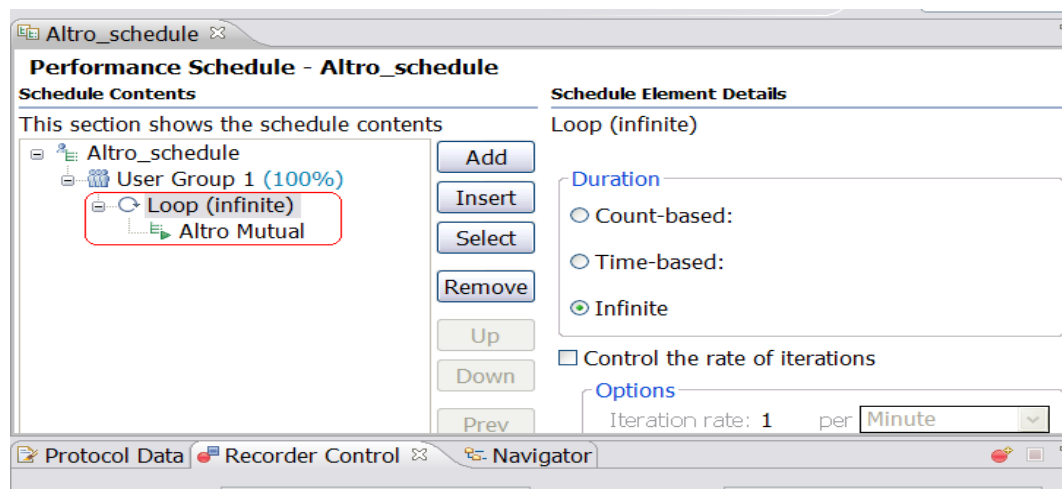 Altro_schedule
Performance Schedule - Altro_schedule
Schedule Contents
This section shows the schedule contents
Altro_schedule
User Group 1 (100%)
Loop (infinite)
Altro Mutual
Add
Insert
Select
Remove
Up
Down
Prev
Schedule Element Details
Loop (infinite)
Duration
Count-based:
Time-based:
Infinite
Control the rate of iterations
Options
Iteration rate: 1 per Minute
Protocol Data Recorder Control Navigator